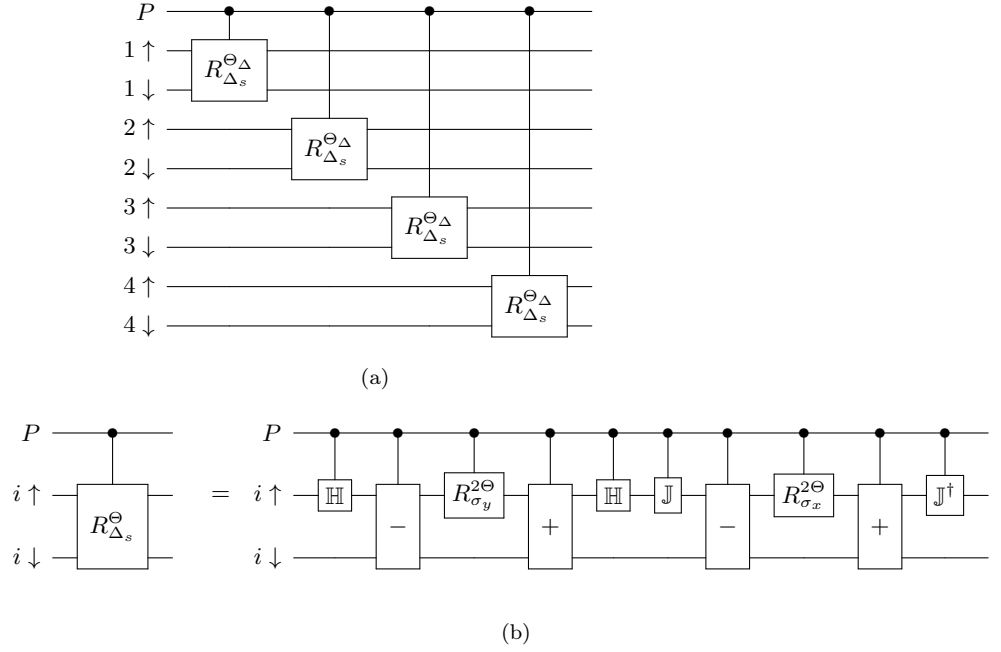 P
1 ↑
R^{Θ_Δ}_{Δ_s}
1 ↓
2 ↑
R^{Θ_Δ}_{Δ_s}
2 ↓
3 ↑
R^{Θ_Δ}_{Δ_s}
3 ↓
4 ↑
R^{Θ_Δ}_{Δ_s}
4 ↓
(a)
P P
i ↑ = i ↑ ℍ R^{2Θ}_{σ_y} ℍ 𝕁 R^{2Θ}_{σ_x} 𝕁^†
R^Θ_{Δ_s} − + − +
i ↓ i ↓
(b)